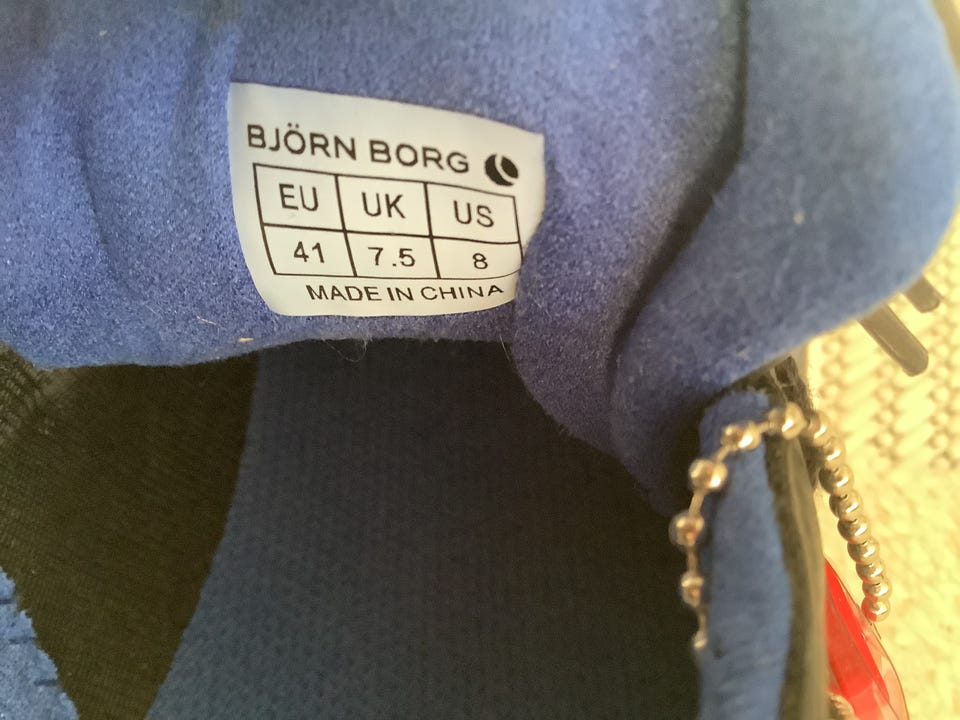 BJÖRN BORG
EU UK US
41 7.5 8
MADE IN CHINA